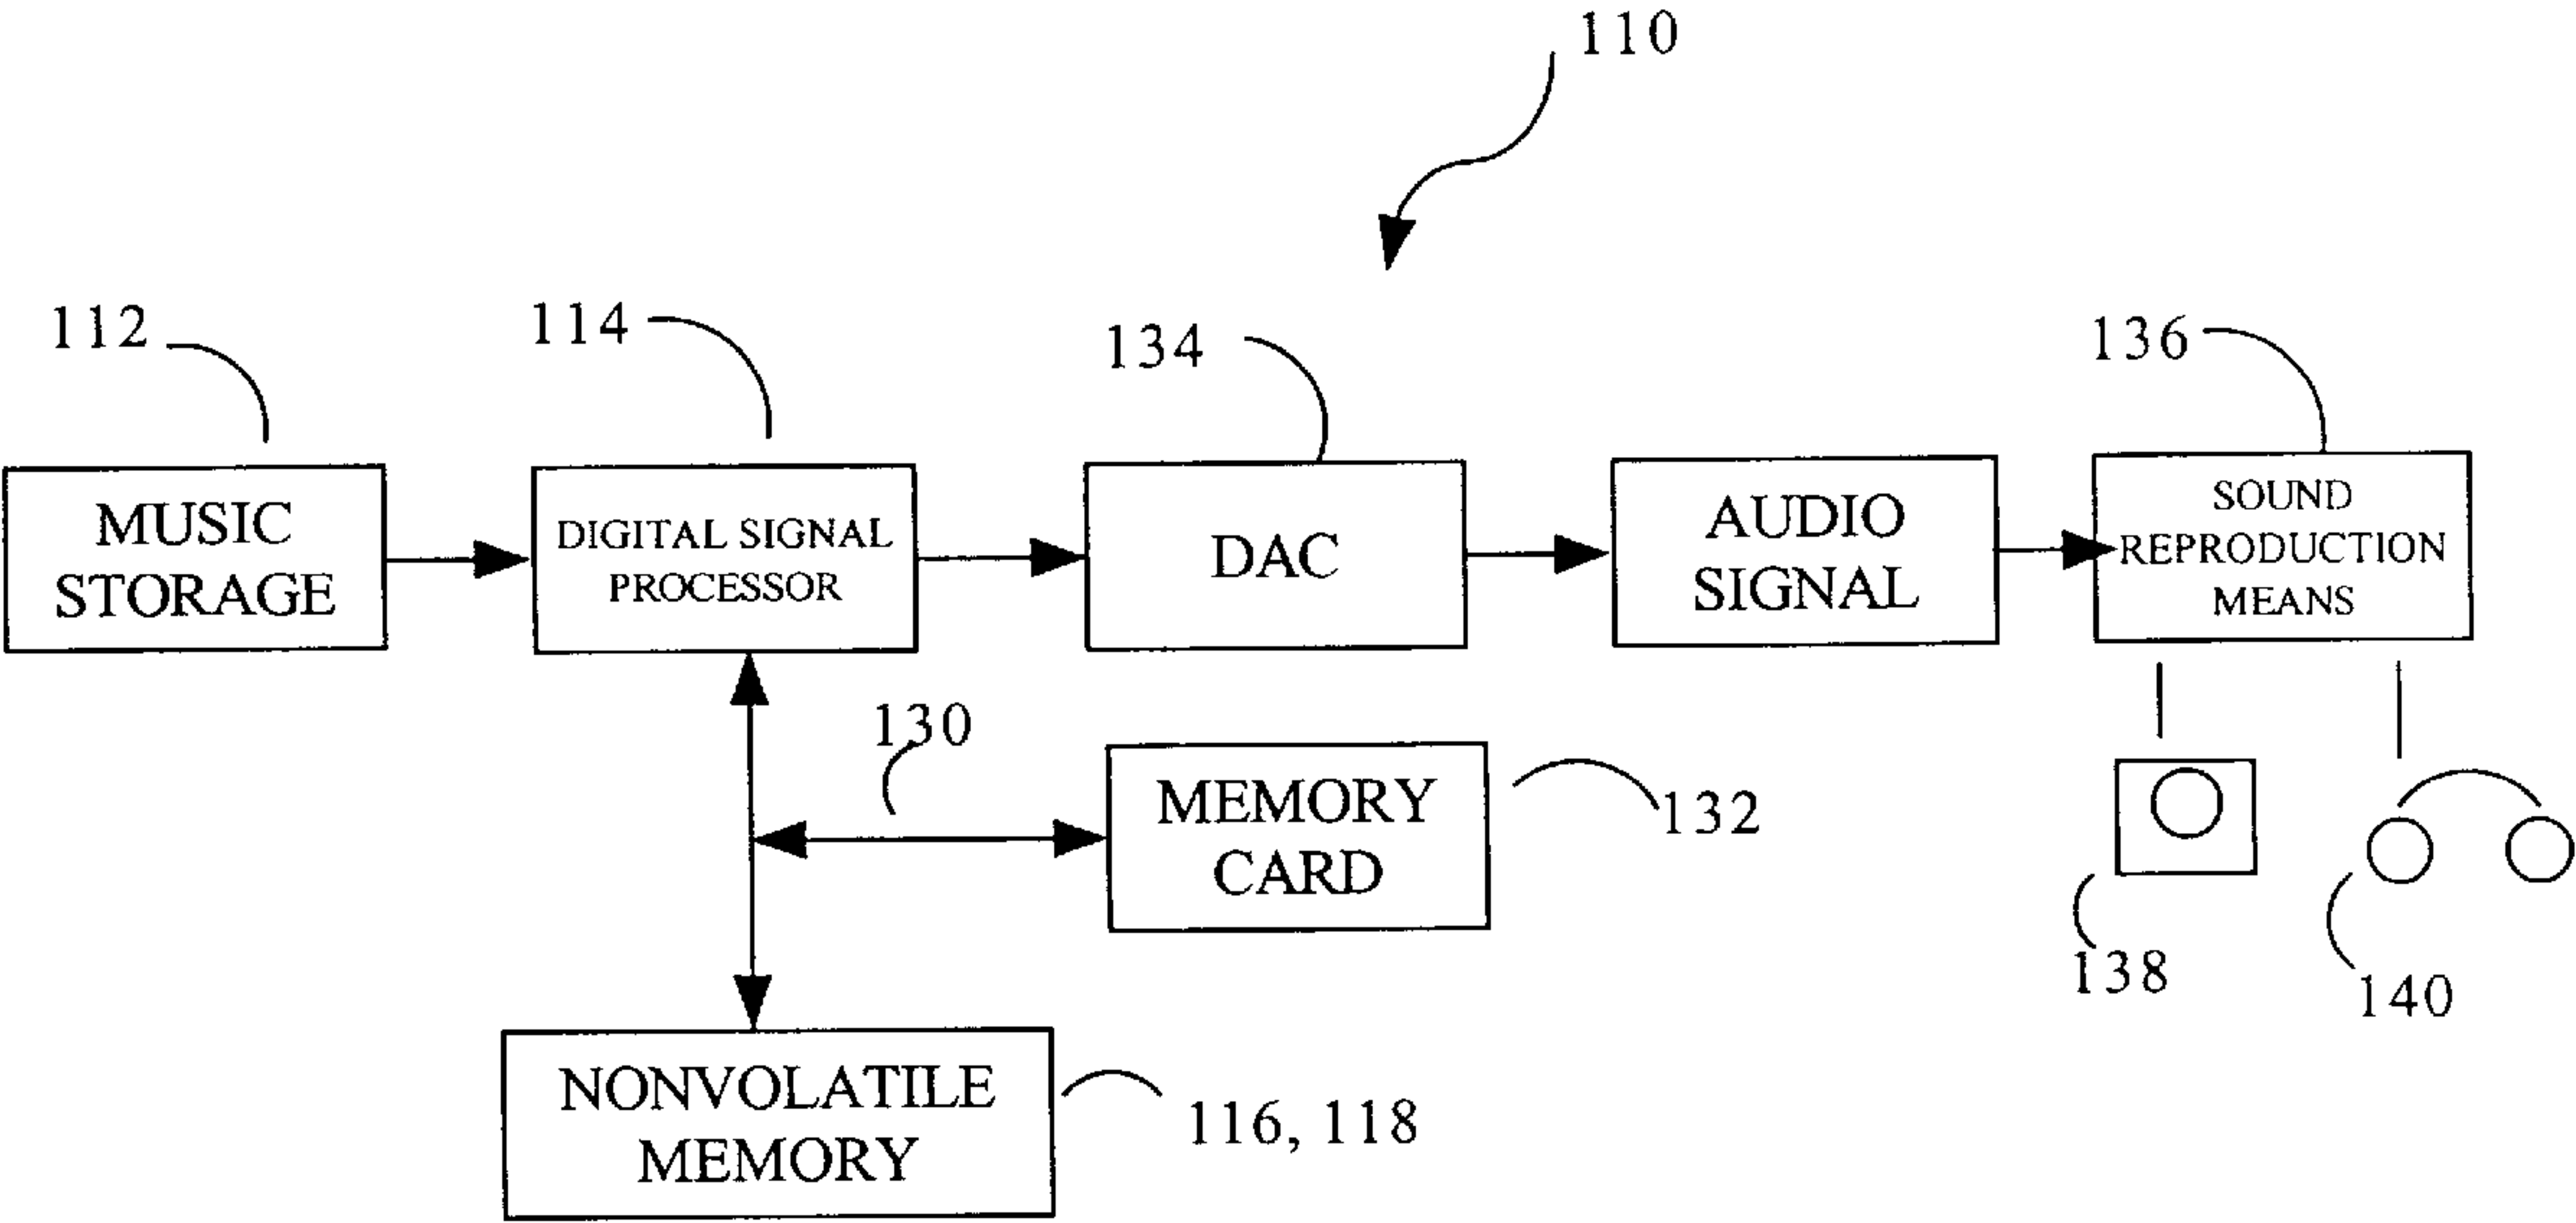 110
112
114
134
136
MUSIC
STORAGE
DIGITAL SIGNAL
PROCESSOR
DAC
AUDIO
SIGNAL
SOUND
REPRODUCTION
MEANS
130
MEMORY
CARD
132
138
140
NONVOLATILE
MEMORY
116, 118